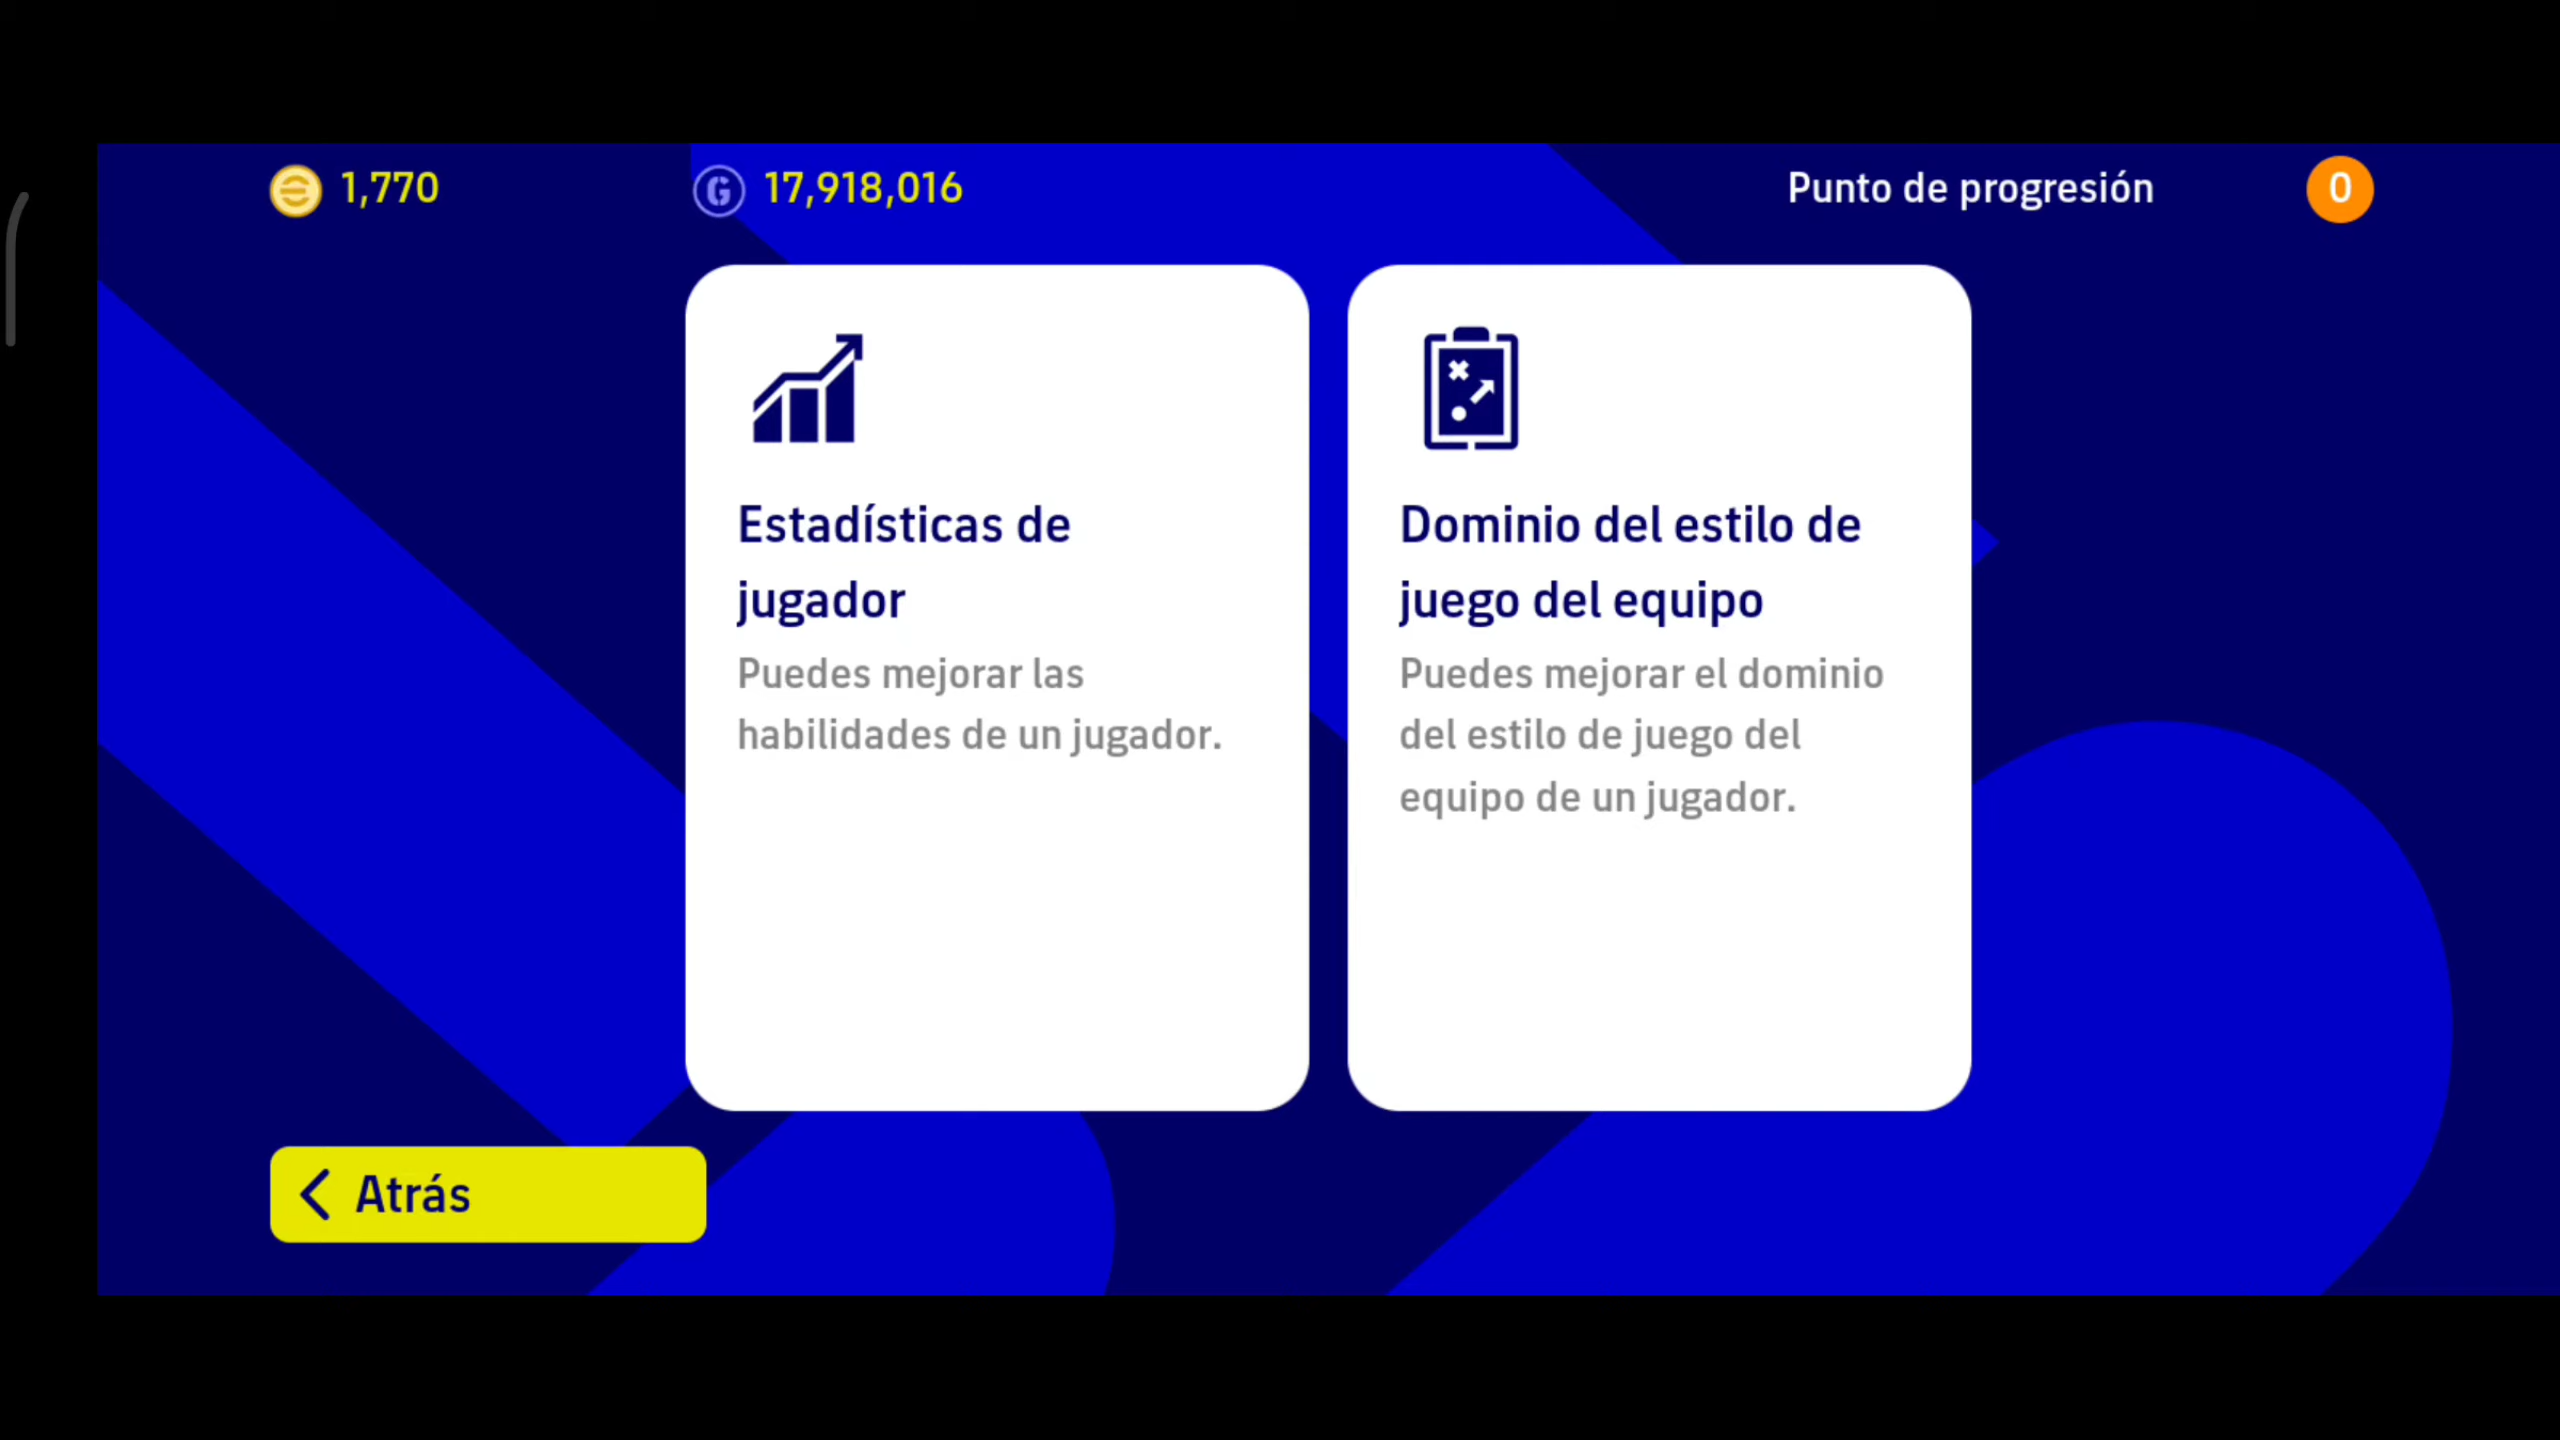 1,770
G 17,918,016
Punto de progresión 0
Estadísticas de
jugador
Puedes mejorar las
habilidades de un jugador.
Dominio del estilo de
juego del equipo
Puedes mejorar el dominio
del estilo de juego del
equipo de un jugador.
Atrás